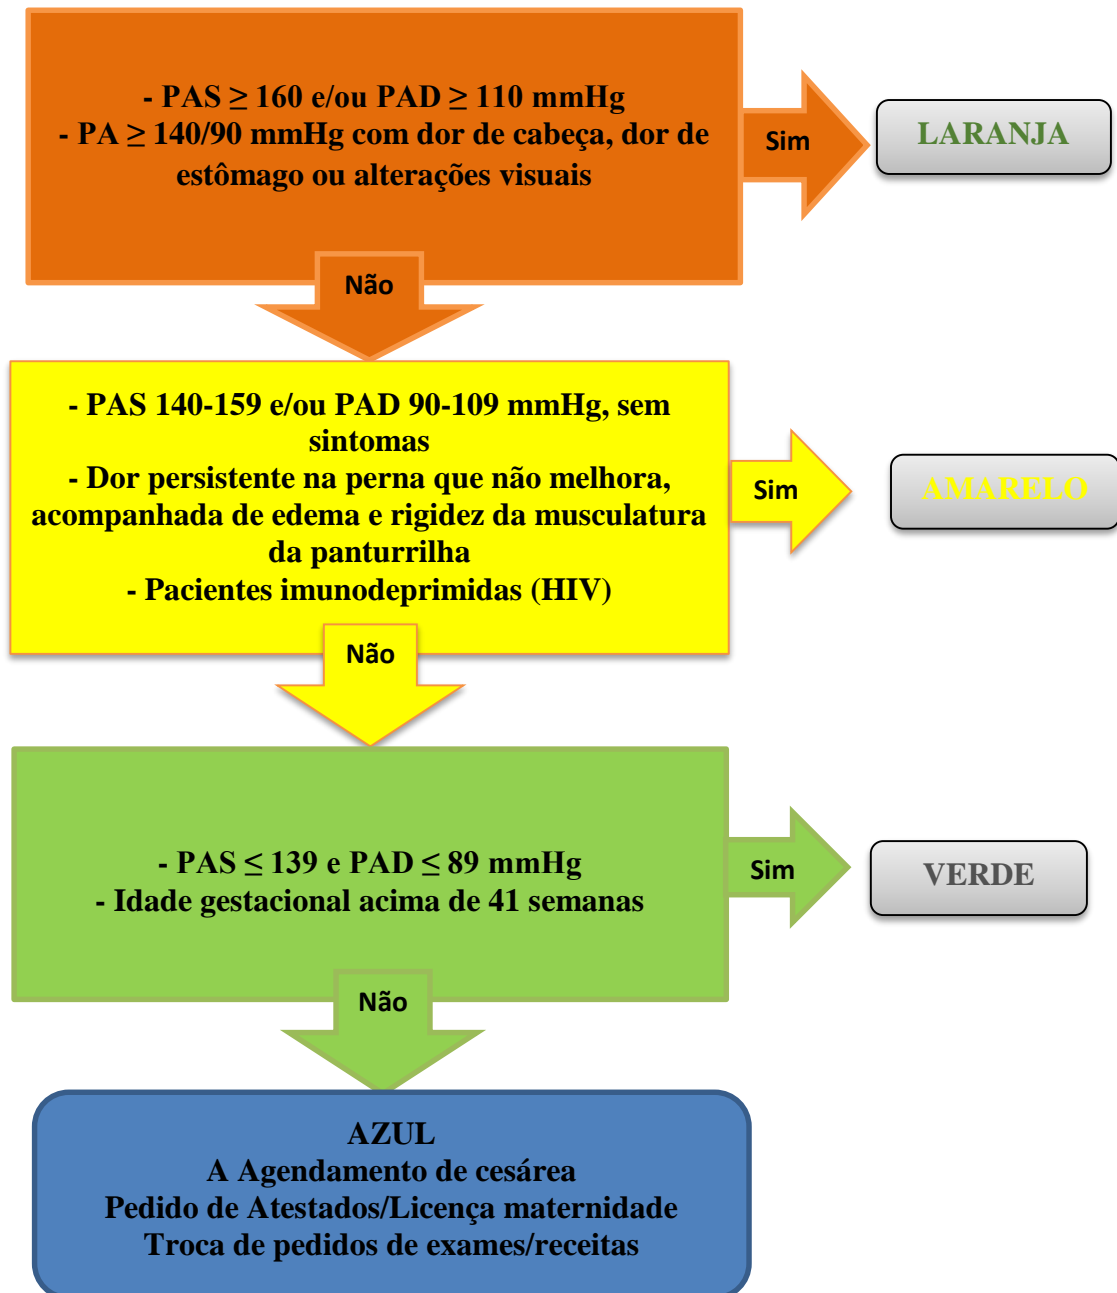 - PAS ≥ 160 e/ou PAD ≥ 110 mmHg
- PA ≥ 140/90 mmHg com dor de cabeça, dor de
estômago ou alterações visuais
Sim
LARANJA
Não
- PAS 140-159 e/ou PAD 90-109 mmHg, sem
sintomas
- Dor persistente na perna que não melhora,
acompanhada de edema e rigidez da musculatura
da panturrilha
- Pacientes imunodeprimidas (HIV)
Sim
AMARELO
Não
- PAS ≤ 139 e PAD ≤ 89 mmHg
- Idade gestacional acima de 41 semanas
Sim
VERDE
Não
AZUL
A Agendamento de cesárea
Pedido de Atestados/Licença maternidade
Troca de pedidos de exames/receitas